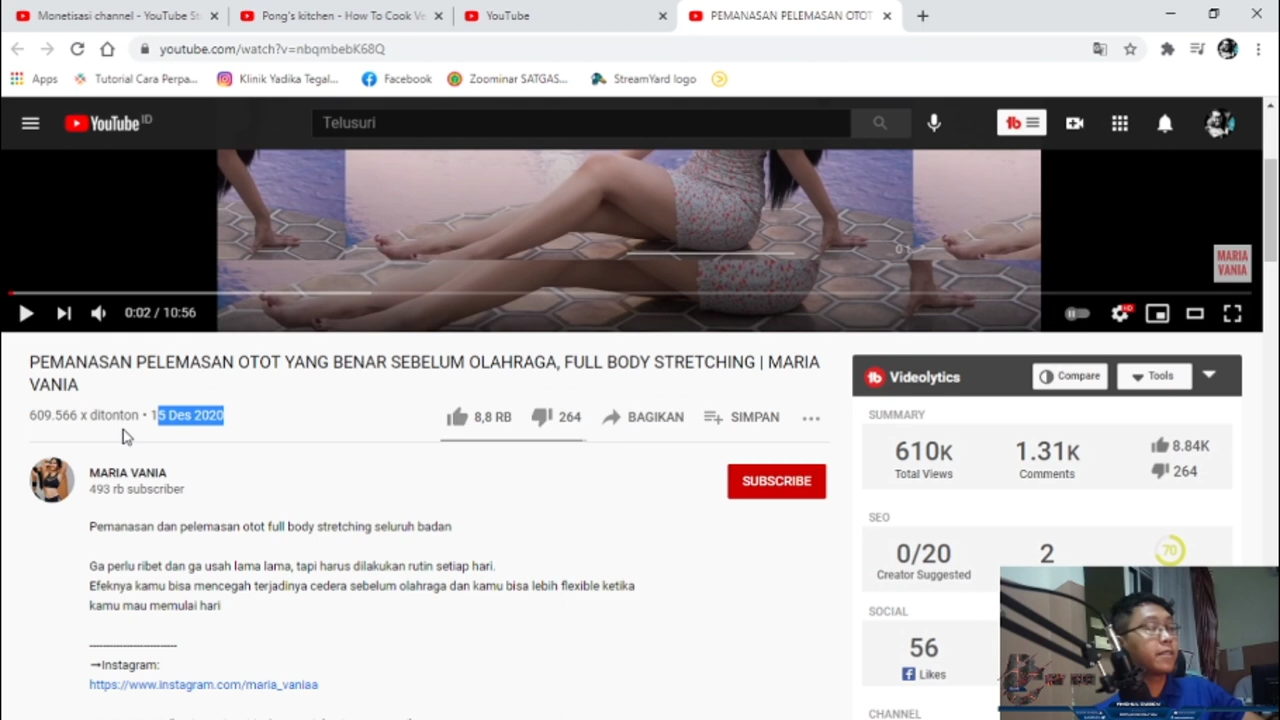 Monetisasi channel - YouTube St
Pong's kitchen - How To Cook Ve
YouTube
PEMANASAN PELEMASAN OTOT
youtube.com/watch?v=nbqmbebK68Q
Apps
Tutorial Cara Perpa...
Klinik Yadika Tegal...
Facebook
Zoominar SATGAS...
StreamYard logo
YouTube ID
Telusuri
MARIA
VANIA
0:02 / 10:56
HD
PEMANASAN PELEMASAN OTOT YANG BENAR SEBELUM OLAHRAGA, FULL BODY STRETCHING | MARIA
VANIA
609.566 x ditonton • 15 Des 2020
8,8 RB
264
BAGIKAN
SIMPAN
MARIA VANIA
493 rb subscriber
SUBSCRIBE
Pemanasan dan pelemasan otot full body stretching seluruh badan
Ga perlu ribet dan ga usah lama lama, tapi harus dilakukan rutin setiap hari.
Efeknya kamu bisa mencegah terjadinya cedera sebelum olahraga dan kamu bisa lebih flexible ketika
kamu mau memulai hari
-------------------------
→Instagram:
https://www.instagram.com/maria_vaniaa
Videolytics
Compare
Tools
SUMMARY
610K
Total Views
1.31K
Comments
8.84K
264
SEO
0/20
Creator Suggested
2
70
SOCIAL
56
Likes
CHANNEL